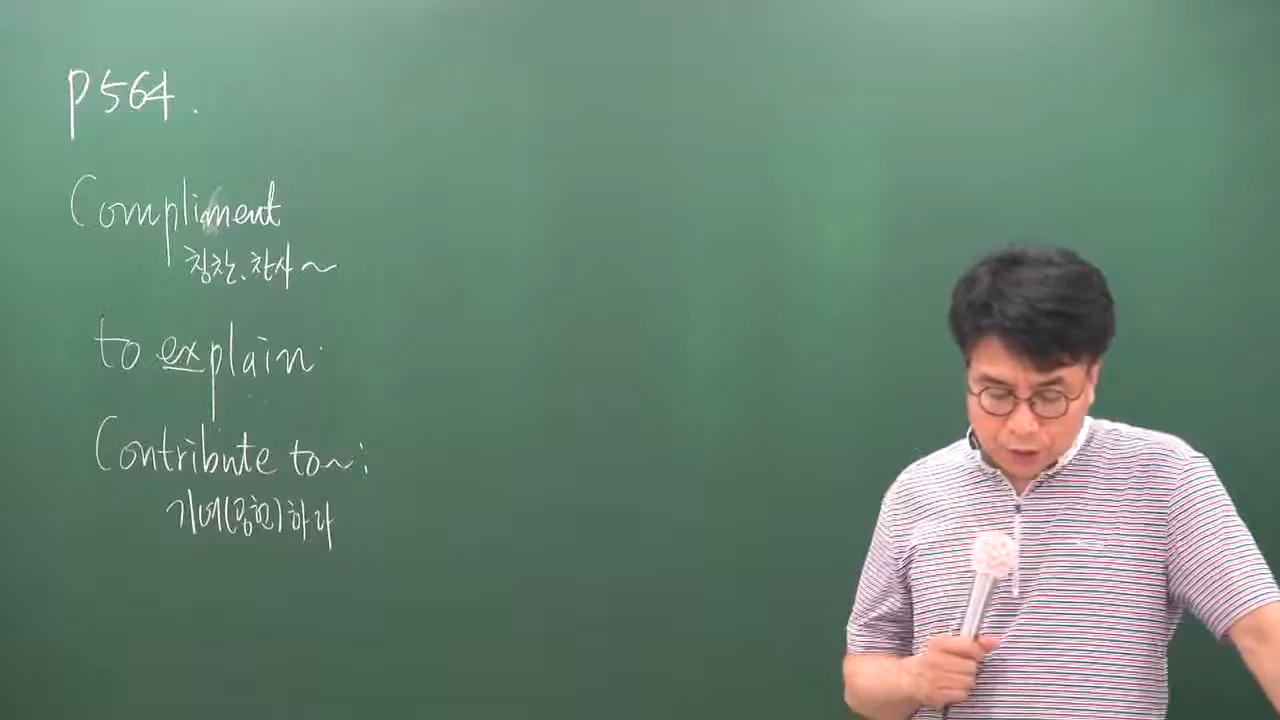 p564.
Compliment
칭찬, 찬사~
to explain
Contribute to~:
기여(공헌)하다